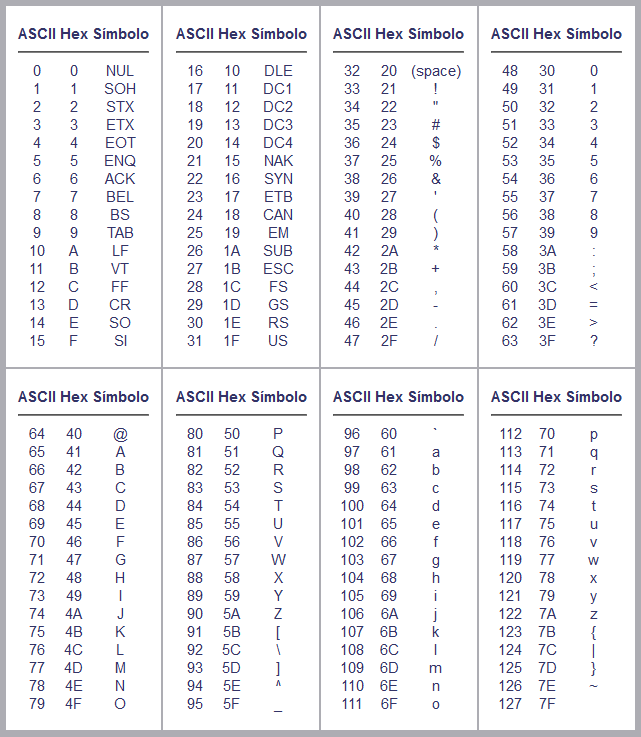 ASCII Hex Símbolo
0 0 NUL
1 1 SOH
2 2 STX
3 3 ETX
4 4 EOT
5 5 ENQ
6 6 ACK
7 7 BEL
8 8 BS
9 9 TAB
10 A LF
11 B VT
12 C FF
13 D CR
14 E SO
15 F SI
ASCII Hex Símbolo
16 10 DLE
17 11 DC1
18 12 DC2
19 13 DC3
20 14 DC4
21 15 NAK
22 16 SYN
23 17 ETB
24 18 CAN
25 19 EM
26 1A SUB
27 1B ESC
28 1C FS
29 1D GS
30 1E RS
31 1F US
ASCII Hex Símbolo
32 20 (space)
33 21 !
34 22 "
35 23 #
36 24 $
37 25 %
38 26 &
39 27 '
40 28 (
41 29 )
42 2A *
43 2B +
44 2C ,
45 2D -
46 2E .
47 2F /
ASCII Hex Símbolo
48 30 0
49 31 1
50 32 2
51 33 3
52 34 4
53 35 5
54 36 6
55 37 7
56 38 8
57 39 9
58 3A :
59 3B ;
60 3C <
61 3D =
62 3E >
63 3F ?
ASCII Hex Símbolo
64 40 @
65 41 A
66 42 B
67 43 C
68 44 D
69 45 E
70 46 F
71 47 G
72 48 H
73 49 I
74 4A J
75 4B K
76 4C L
77 4D M
78 4E N
79 4F O
ASCII Hex Símbolo
80 50 P
81 51 Q
82 52 R
83 53 S
84 54 T
85 55 U
86 56 V
87 57 W
88 58 X
89 59 Y
90 5A Z
91 5B [
92 5C \
93 5D ]
94 5E ^
95 5F _
ASCII Hex Símbolo
96 60 `
97 61 a
98 62 b
99 63 c
100 64 d
101 65 e
102 66 f
103 67 g
104 68 h
105 69 i
106 6A j
107 6B k
108 6C l
109 6D m
110 6E n
111 6F o
ASCII Hex Símbolo
112 70 p
113 71 q
114 72 r
115 73 s
116 74 t
117 75 u
118 76 v
119 77 w
120 78 x
121 79 y
122 7A z
123 7B {
124 7C |
125 7D }
126 7E ~
127 7F